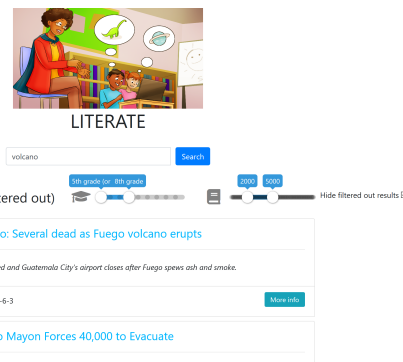 LITERATE
volcano
Search
5th grade (or 8th grade
2000 5000
ered out)
Hide filtered out results
o: Several dead as Fuego volcano erupts
ed and Guatemala City's airport closes after Fuego spews ash and smoke.
-6-3
More info
o Mayon Forces 40,000 to Evacuate